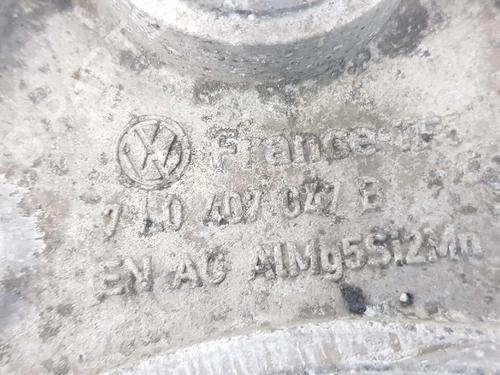 VW France-
7L0 407 047 B
EN AC AlMg5Si2Mn